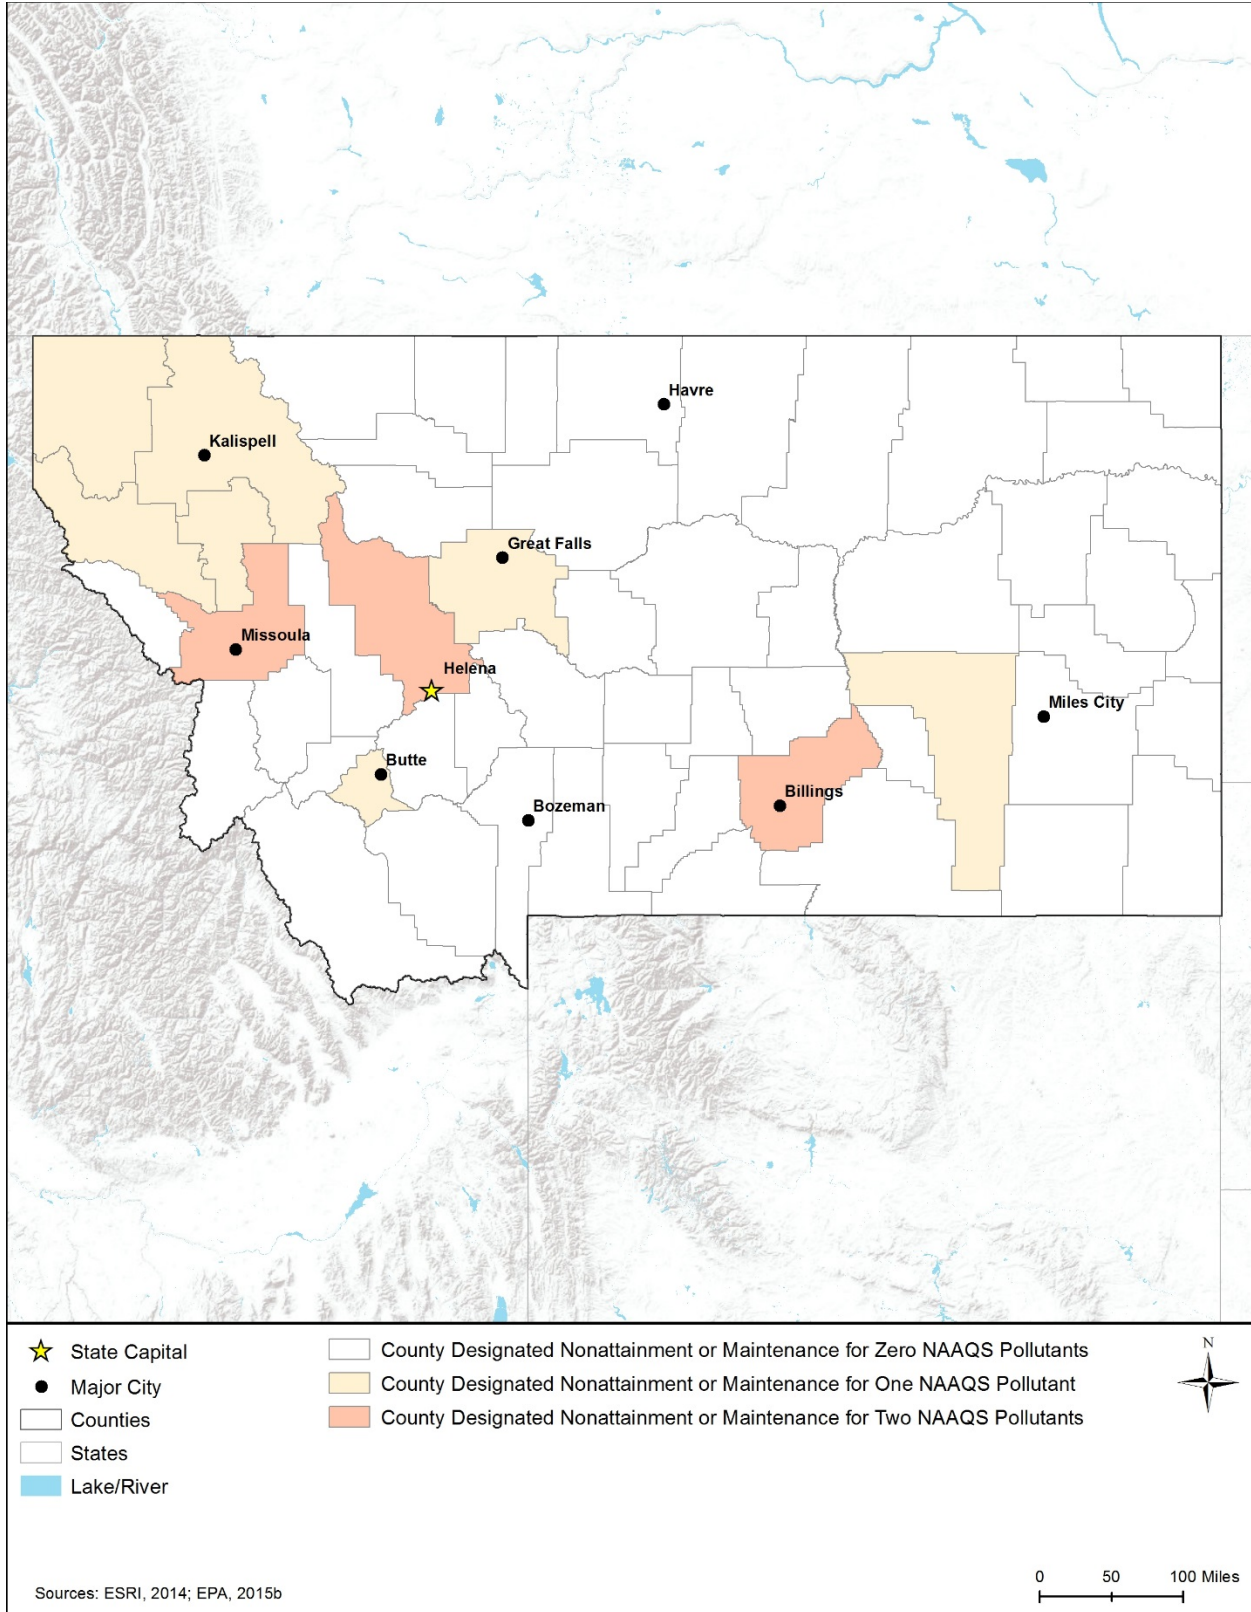 Havre
Kalispell
Great Falls
Missoula
Helena
Miles City
Butte
Billings
Bozeman
State Capital
Major City
Counties
States
Lake/River
County Designated Nonattainment or Maintenance for Zero NAAQS Pollutants
County Designated Nonattainment or Maintenance for One NAAQS Pollutant
County Designated Nonattainment or Maintenance for Two NAAQS Pollutants
N
Sources: ESRI, 2014; EPA, 2015b
0 50 100 Miles